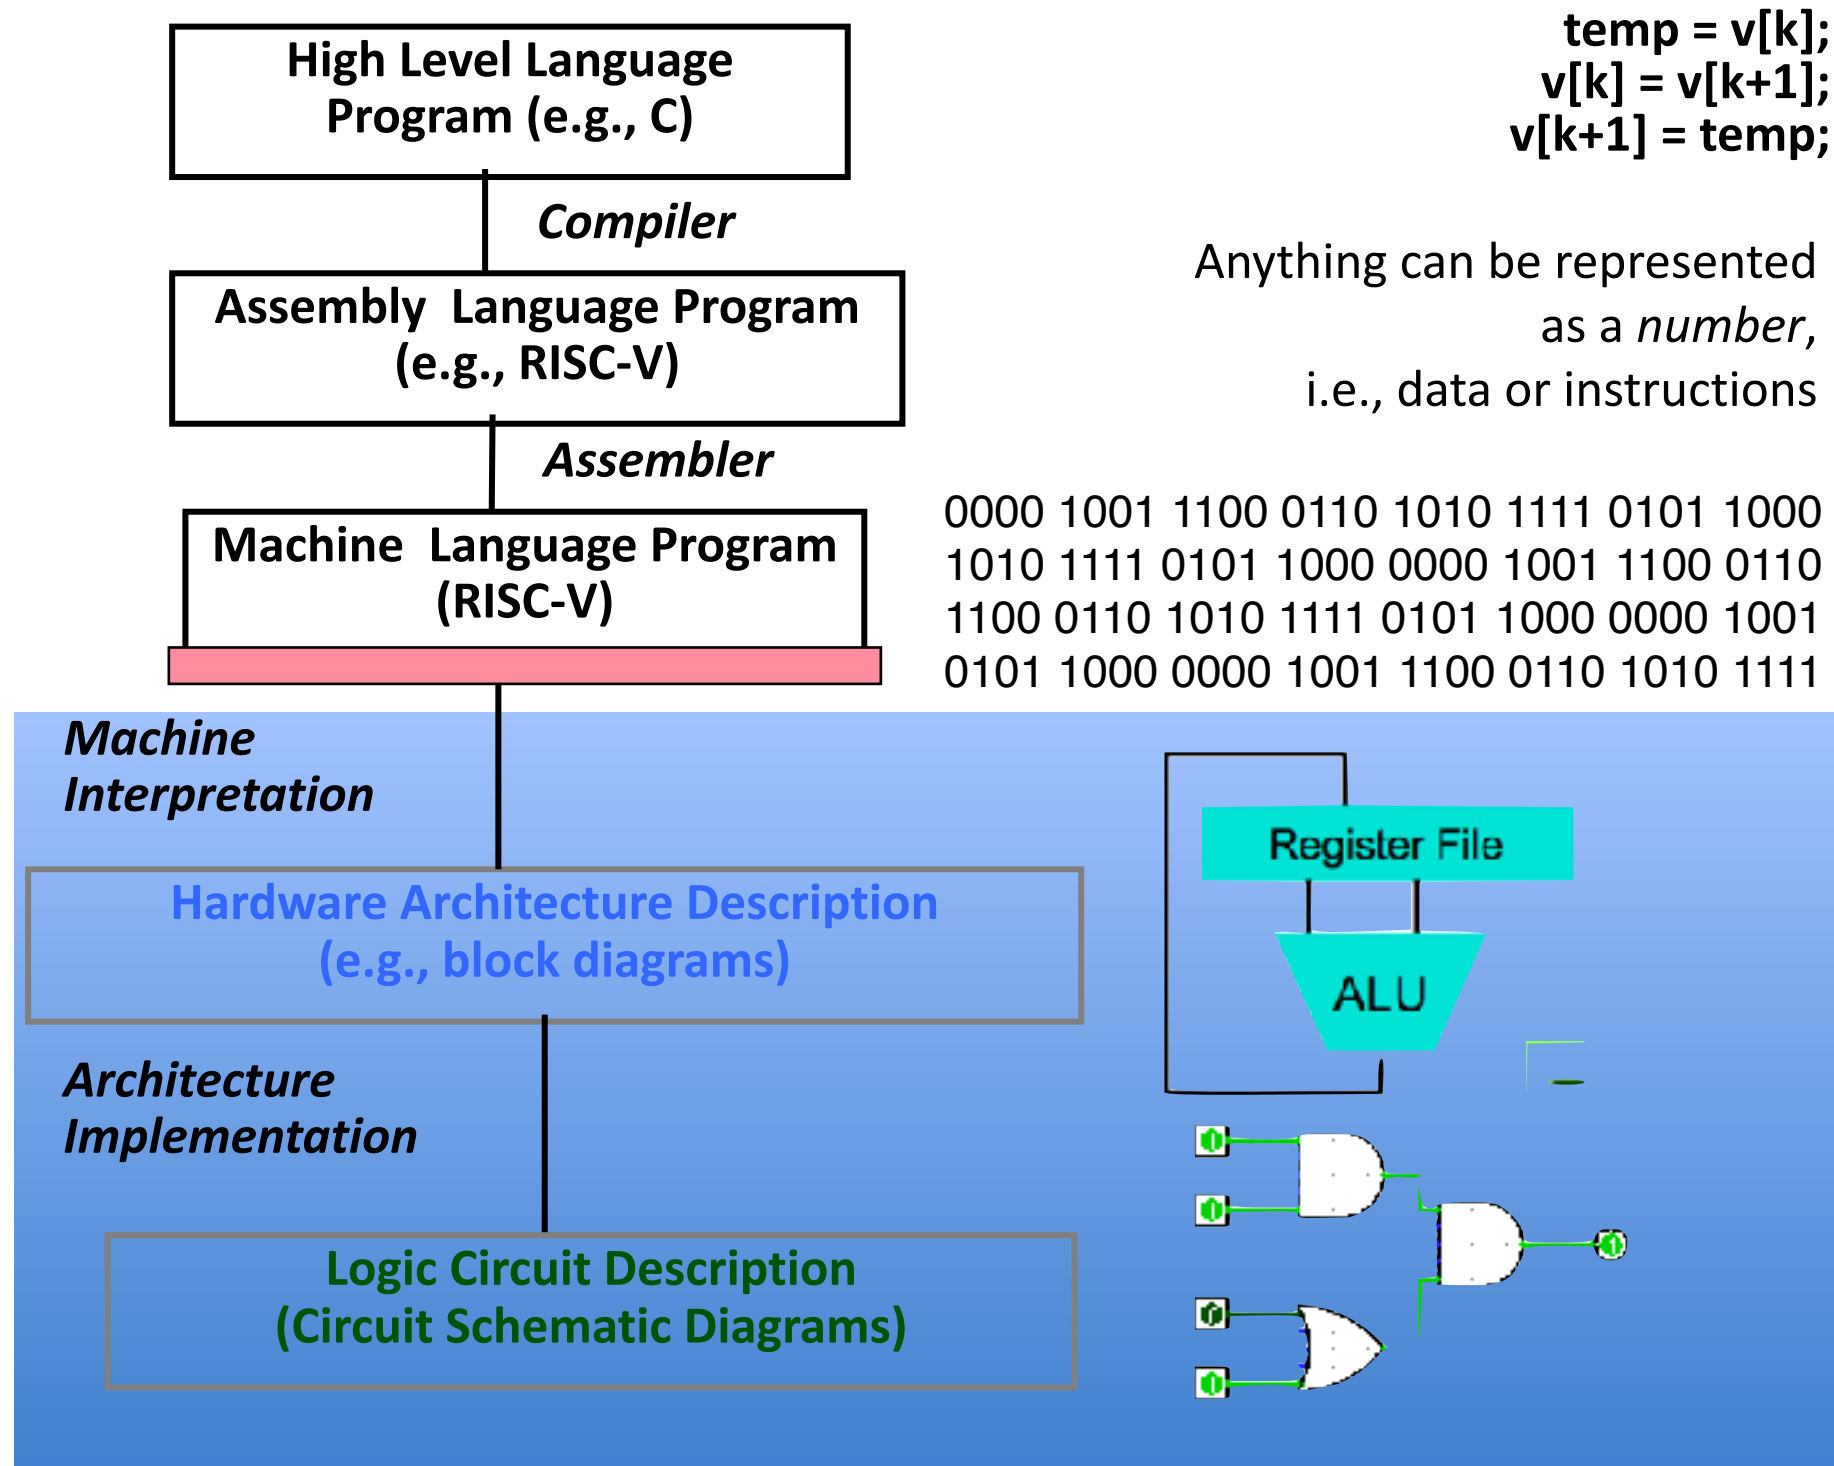 High Level Language
Program (e.g., C)
temp = v[k];
v[k] = v[k+1];
v[k+1] = temp;
Compiler
Assembly  Language Program
(e.g., RISC-V)
Anything can be represented
as a number,
i.e., data or instructions
Assembler
Machine  Language Program
(RISC-V)
0000 1001 1100 0110 1010 1111 0101 1000
1010 1111 0101 1000 0000 1001 1100 0110
1100 0110 1010 1111 0101 1000 0000 1001
0101 1000 0000 1001 1100 0110 1010 1111
Machine
Interpretation
Register File
ALU
Hardware Architecture Description
(e.g., block diagrams)
Architecture
Implementation
Logic Circuit Description
(Circuit Schematic Diagrams)
1